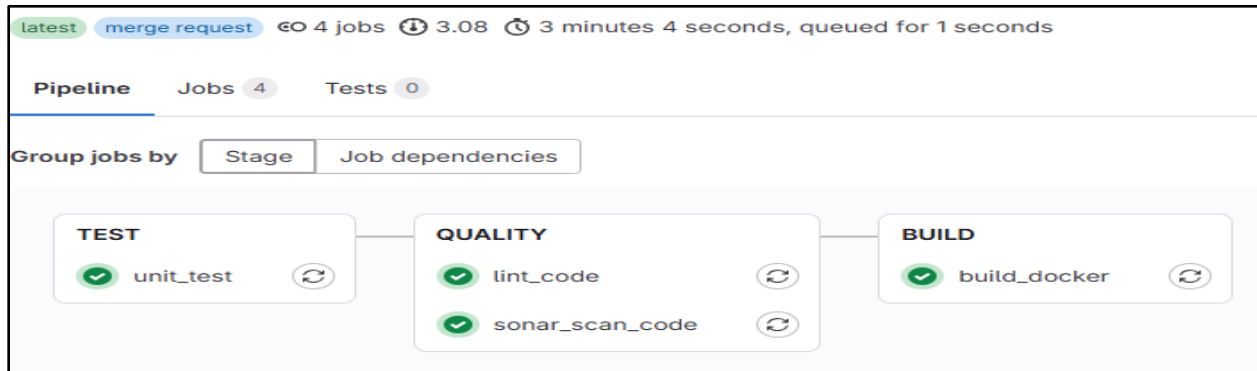 latest merge request 4 jobs 3.08 3 minutes 4 seconds, queued for 1 seconds
Pipeline Jobs 4 Tests 0
Group jobs by Stage Job dependencies
TEST
unit_test
QUALITY
lint_code
sonar_scan_code
BUILD
build_docker